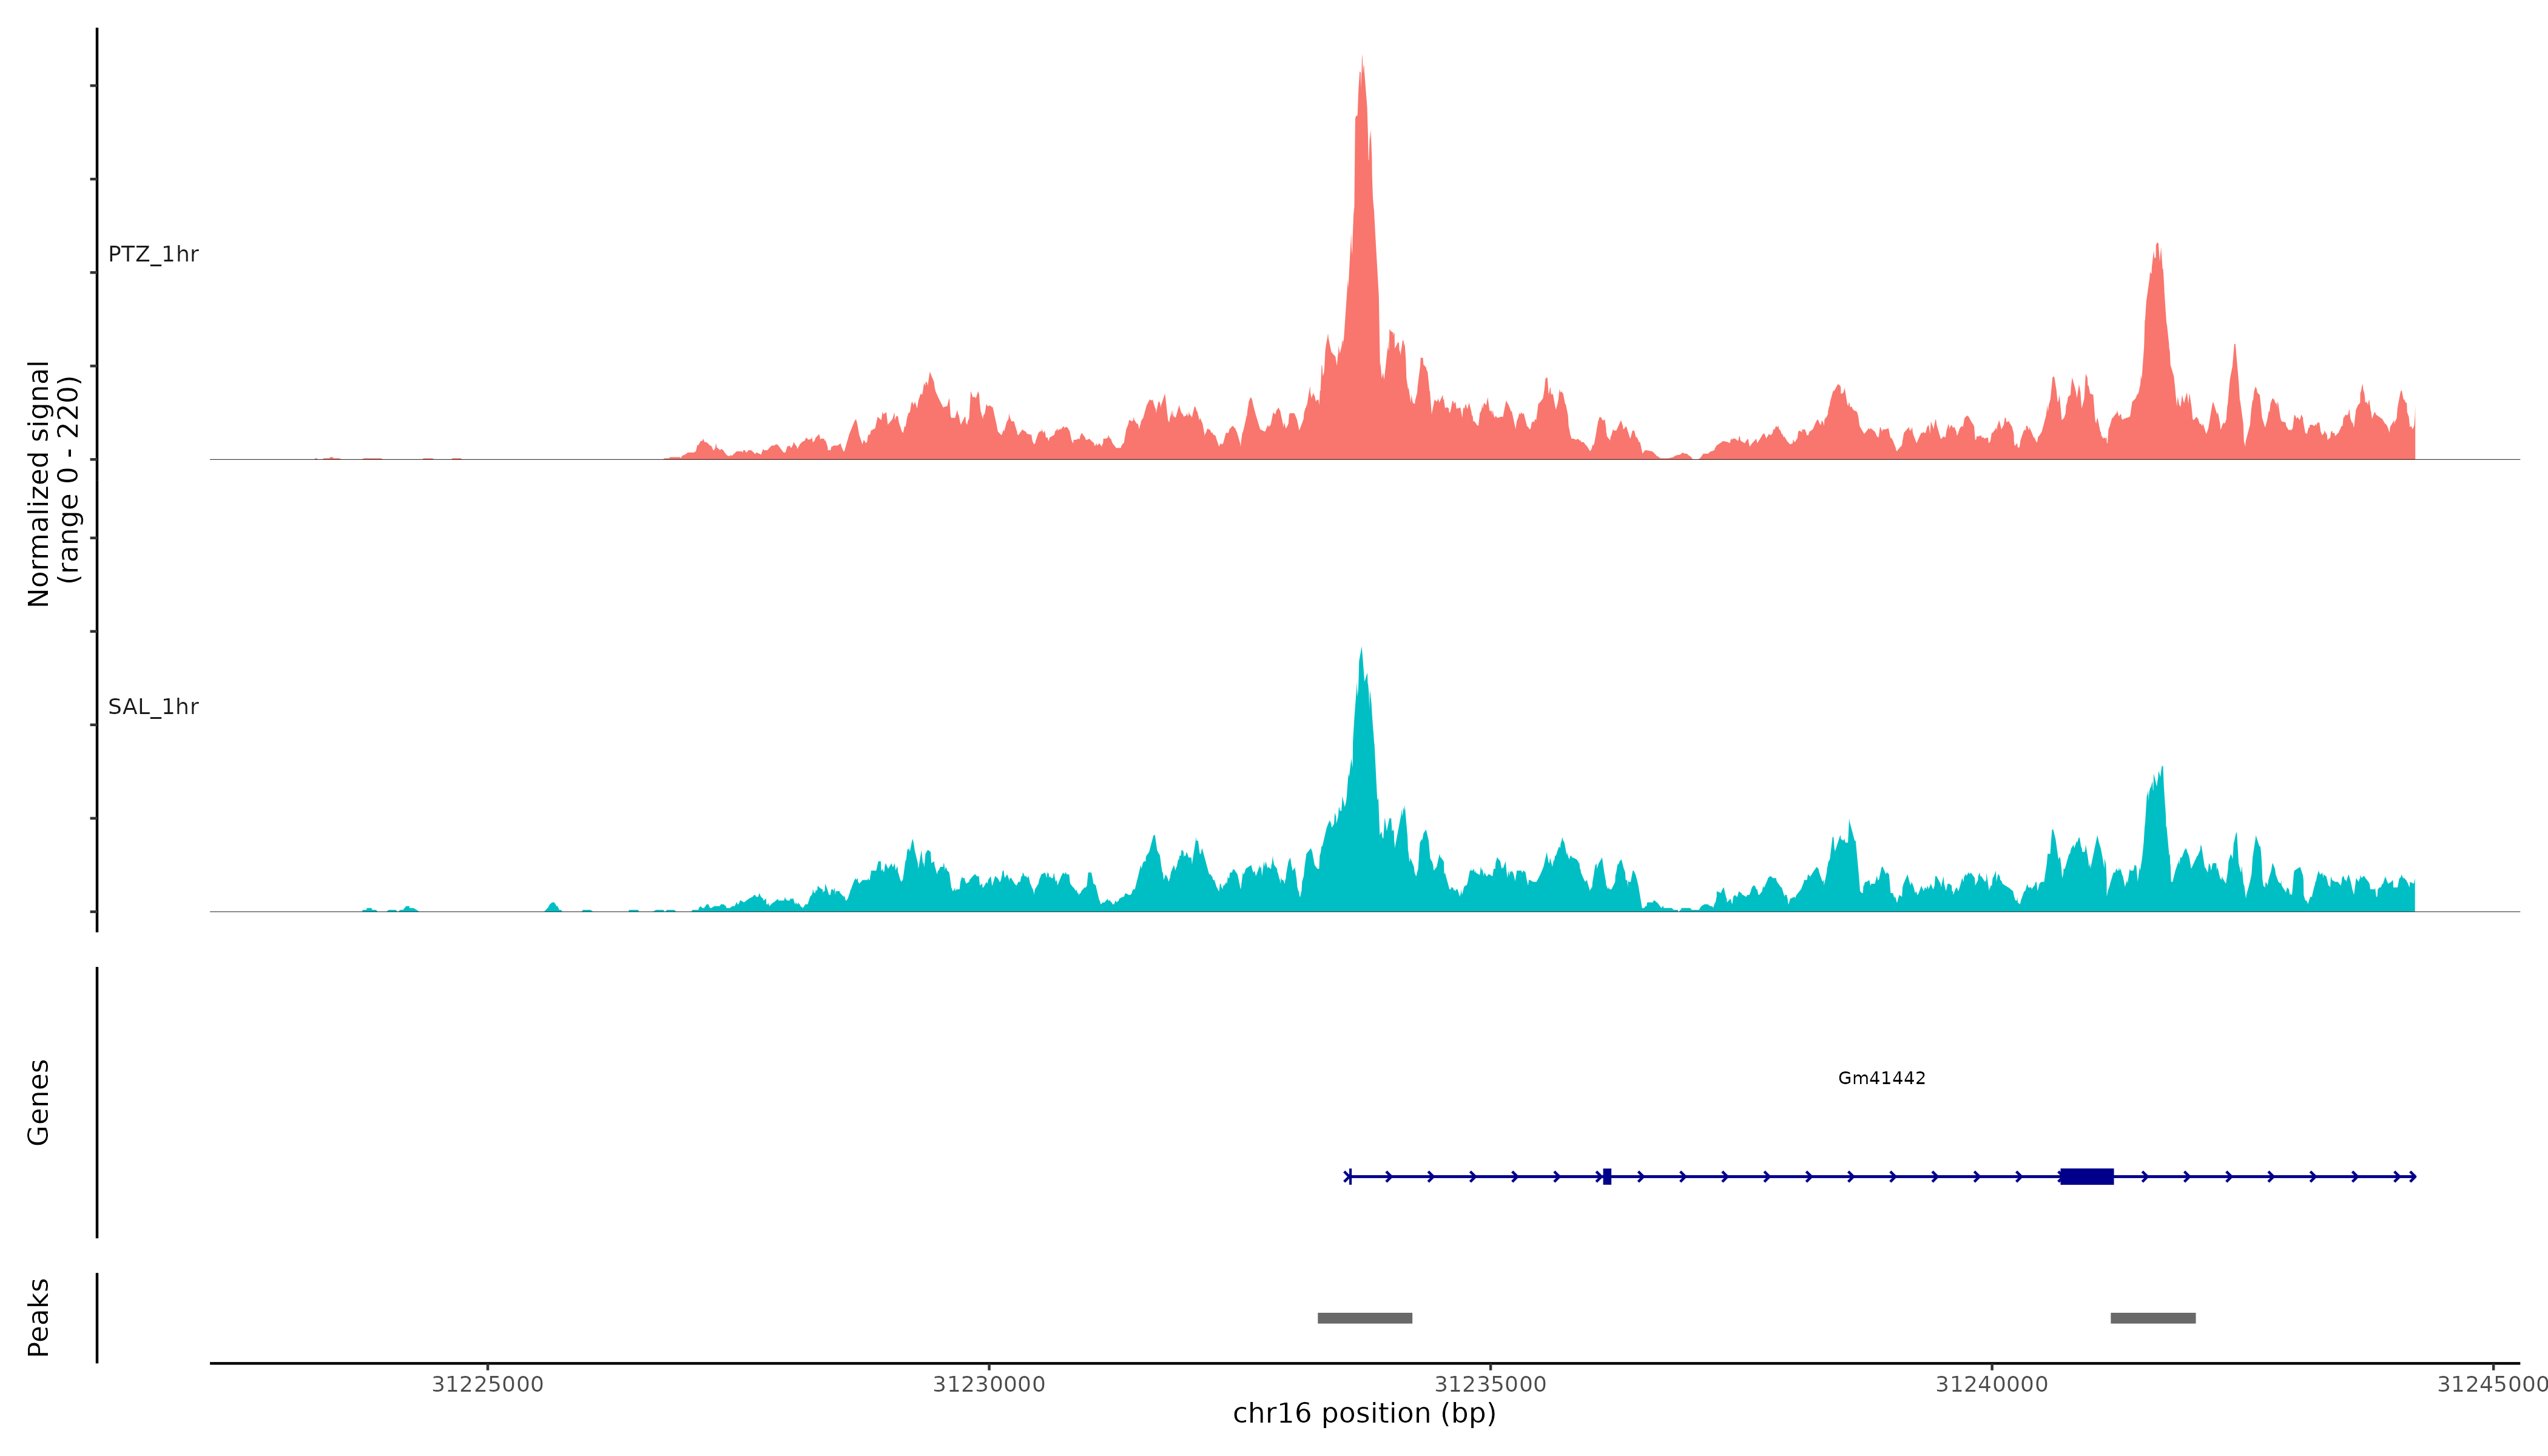 Normalized signal
(range 0 - 220)
PTZ_1hr
SAL_1hr
Genes
Gm41442
Peaks
31225000
31230000
31235000
31240000
31245000
chr16 position (bp)